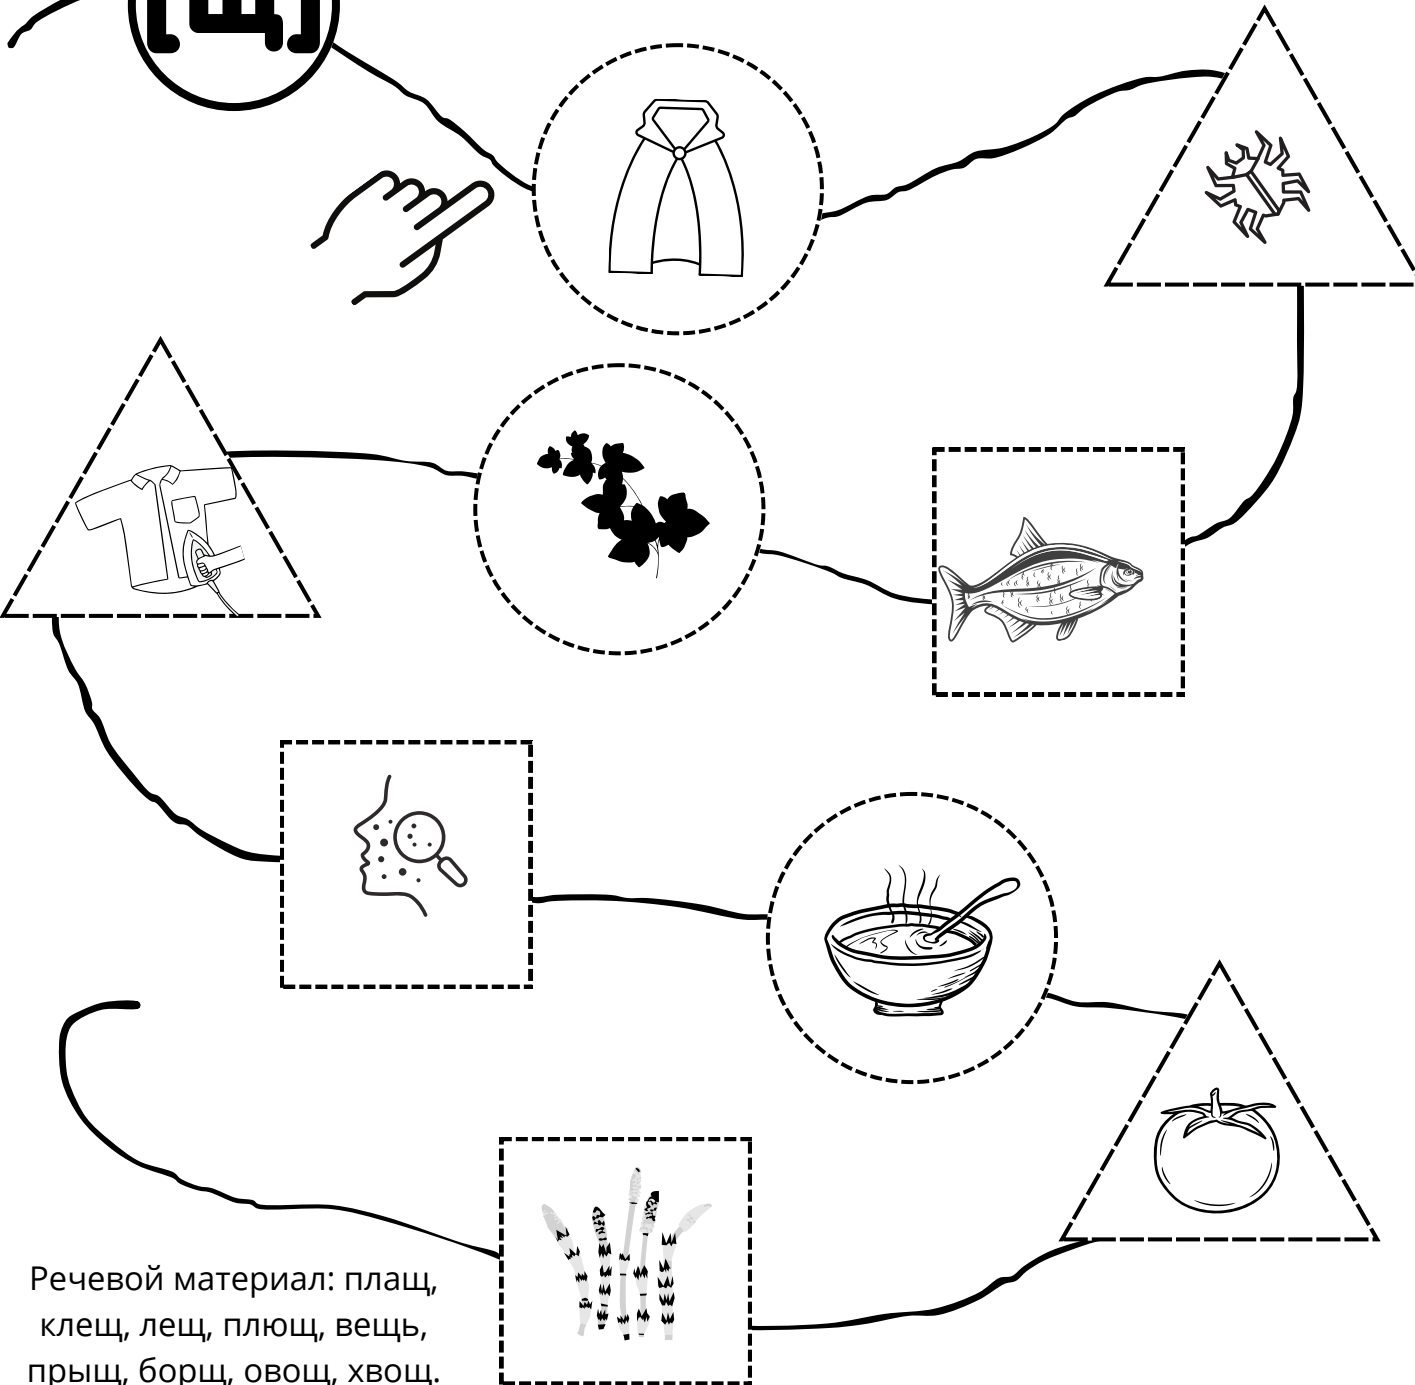 Речевой материал: плащ,
клещ, лещ, плющ, вещь,
прыщ, борщ, овощ, хвощ.